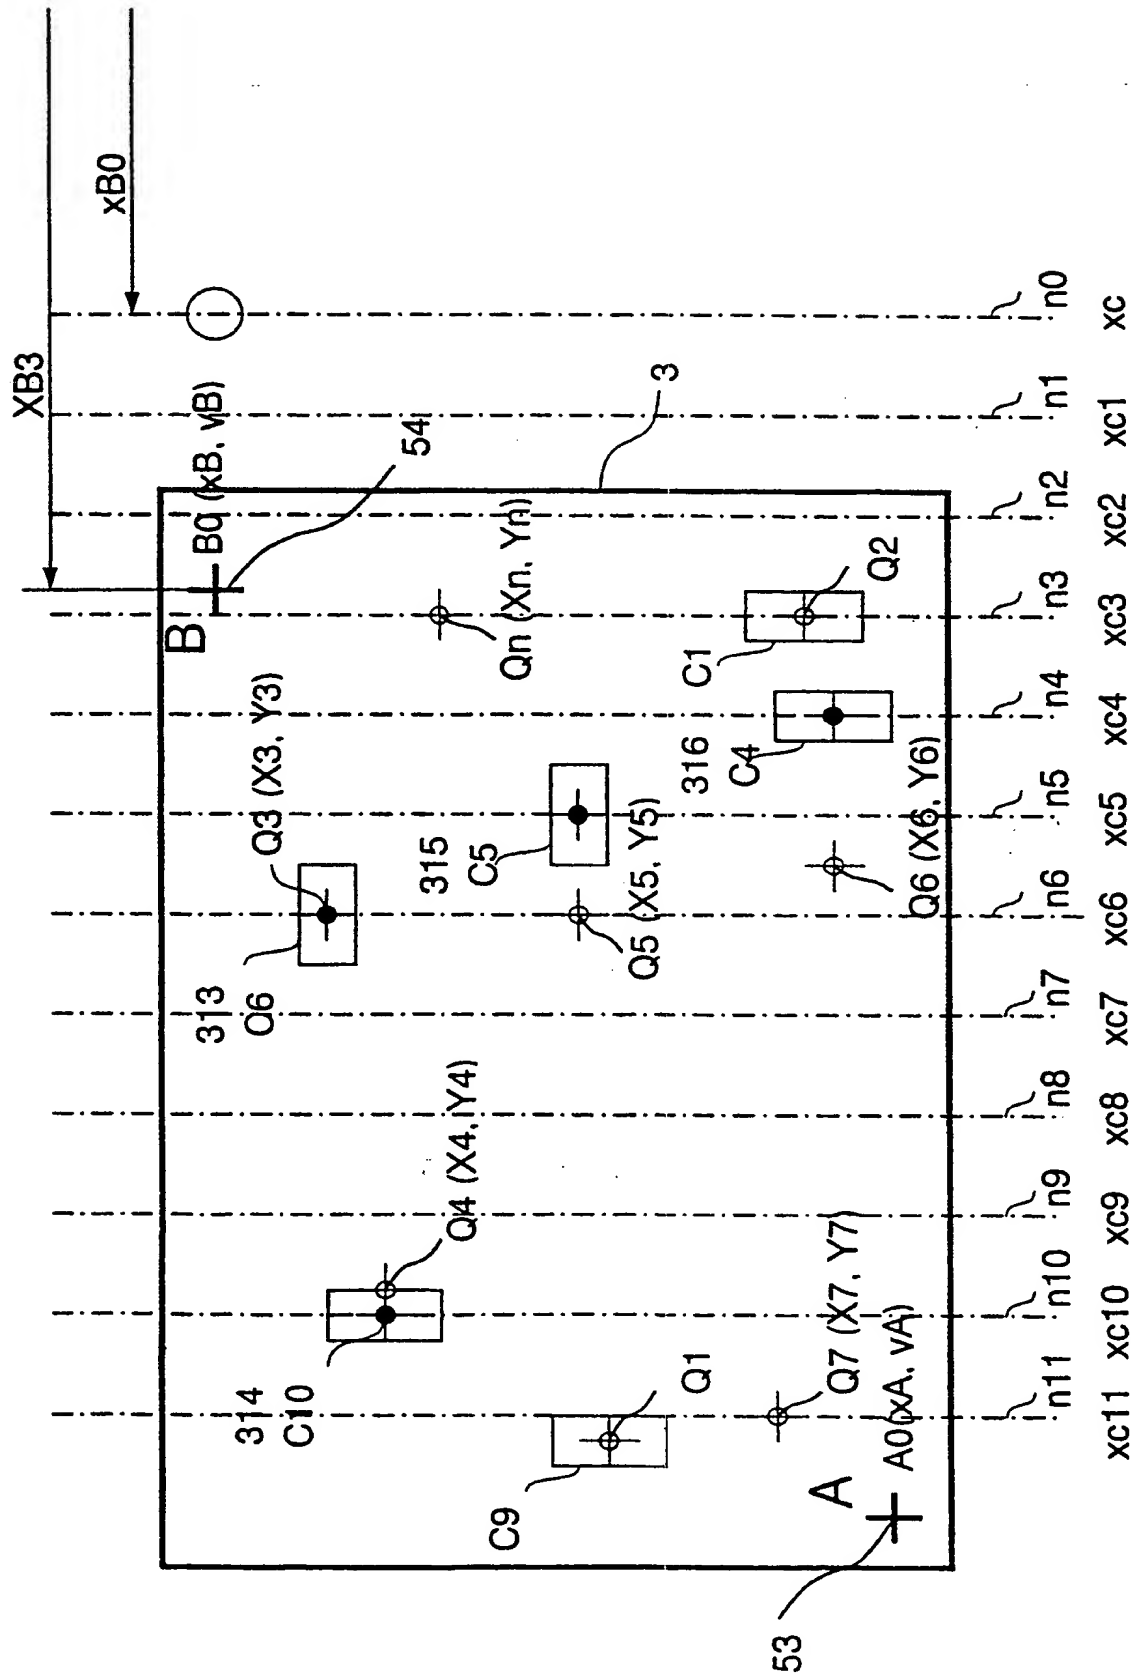 XB3
xB0
B
B0 (xB, vB)
54
3
Qn (Xn, Yn)
Q2
C1
313
O6
Q3 (X3, Y3)
315
C5
Q5 (X5, Y5)
316
C4
Q6 (X6, Y6)
314
C10
Q4 (X4, Y4)
C9
Q1
Q7 (X7, Y7)
A
A0 (xA, vA)
53
n11
n10
n9
n8
n7
n6
n5
n4
n3
n2
n1
n0
xc11
xc10
xc9
xc8
xc7
xc6
xc5
xc4
xc3
xc2
xc1
xc